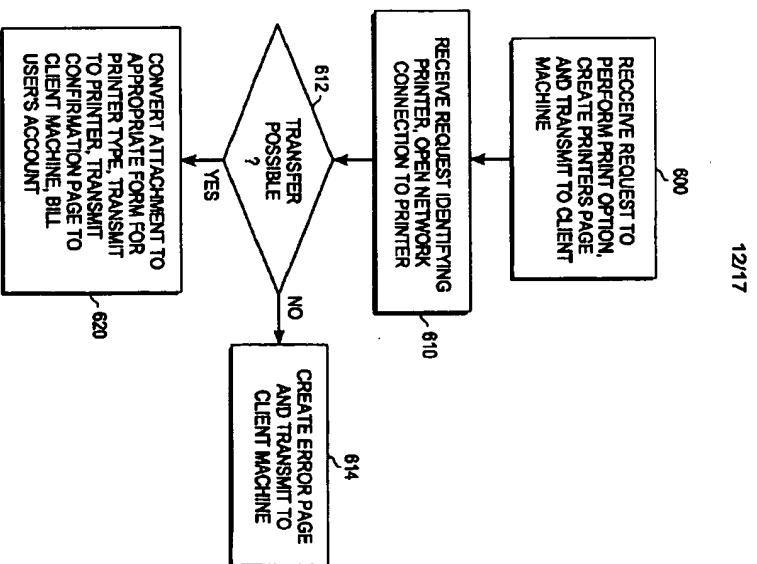 12/17
600
RECCEIVE REQUEST TO
PERFORM PRINT OPTION,
CREATE PRINTERS PAGE
AND TRANSMIT TO CLIENT
MACHINE
RECEIVE REQUEST IDENTIFYING
PRINTER, OPEN NETWORK
CONNECTION TO PRINTER
610
612
TRANSFER
POSSIBLE
?
NO
YES
614
CREATE ERROR PAGE
AND TRANSMIT TO
CLIENT MACHINE
CONVERT ATTACHMENT TO
APPROPRIATE FORM FOR
PRINTER TYPE, TRANSMIT
TO PRINTER, TRANSMIT
CONFIRMATION PAGE TO
CLIENT MACHINE, BILL
USER'S ACCOUNT
620